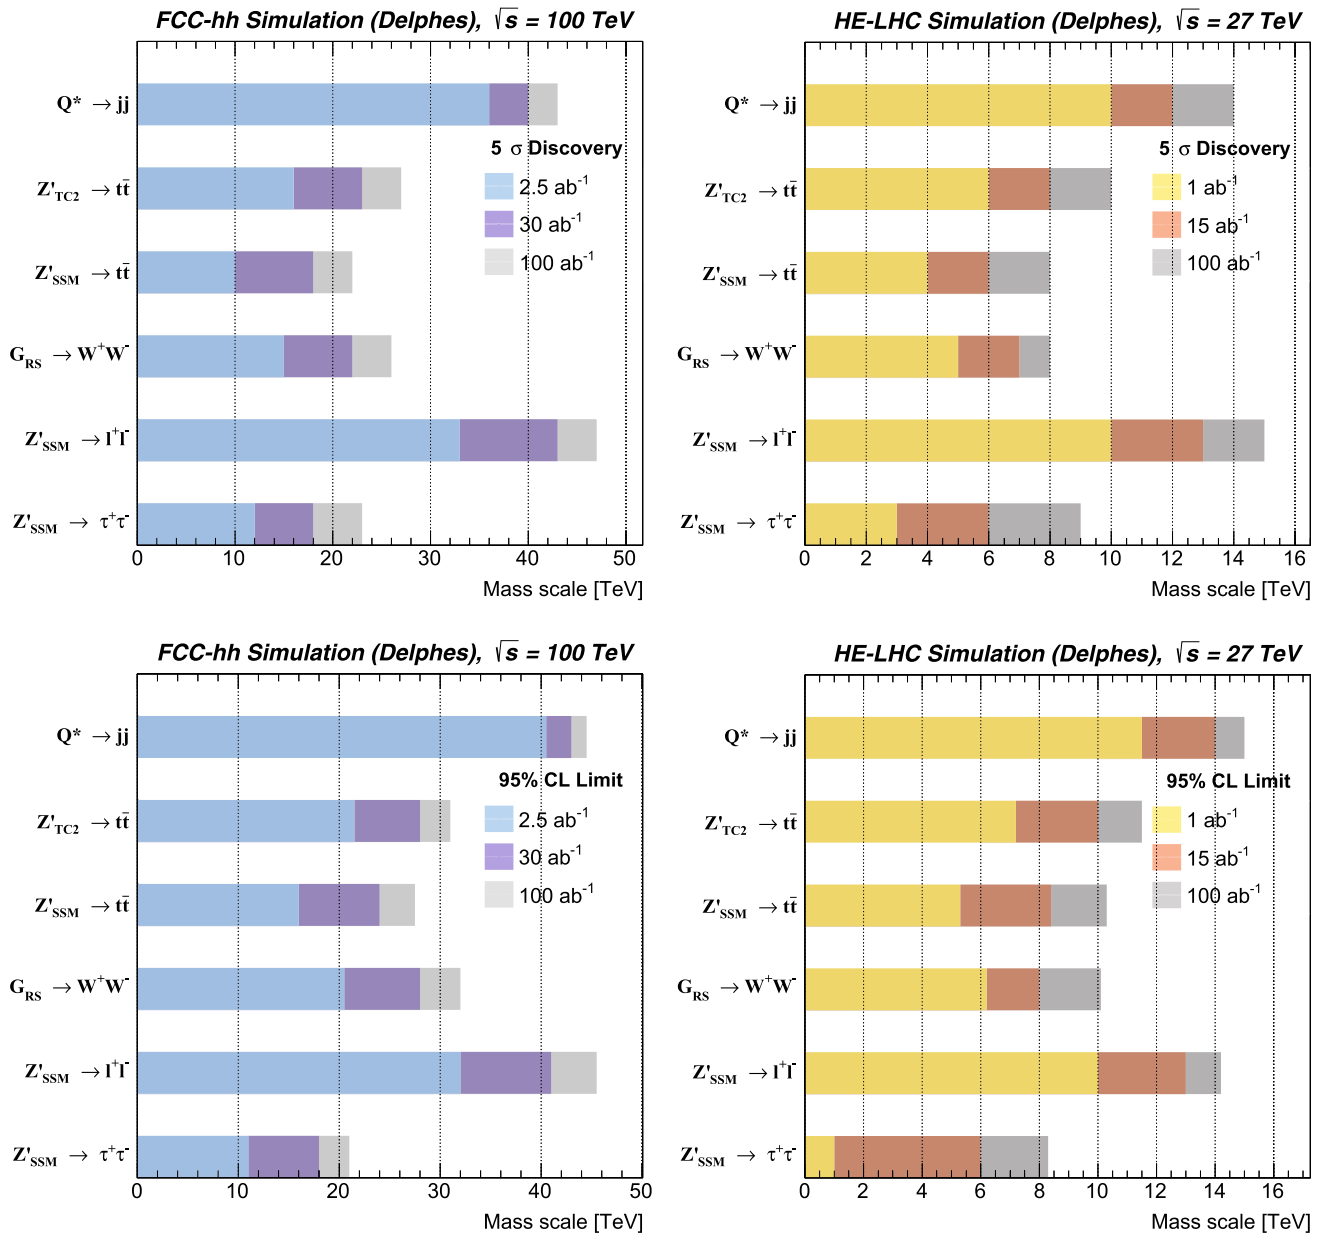 FCC-hh Simulation (Delphes), √s = 100 TeV
Q* → jj
Z'TC2 → tt̄
Z'SSM → tt̄
GRS → W+W-
Z'SSM → l+l-
Z'SSM → τ+τ-
5 σ Discovery
2.5 ab-1
30 ab-1
100 ab-1
0 10 20 30 40 50
Mass scale [TeV]
HE-LHC Simulation (Delphes), √s = 27 TeV
Q* → jj
Z'TC2 → tt̄
Z'SSM → tt̄
GRS → W+W-
Z'SSM → l+l-
Z'SSM → τ+τ-
5 σ Discovery
1 ab-1
15 ab-1
100 ab-1
0 2 4 6 8 10 12 14 16
Mass scale [TeV]
FCC-hh Simulation (Delphes), √s = 100 TeV
Q* → jj
Z'TC2 → tt̄
Z'SSM → tt̄
GRS → W+W-
Z'SSM → l+l-
Z'SSM → τ+τ-
95% CL Limit
2.5 ab-1
30 ab-1
100 ab-1
0 10 20 30 40 50
Mass scale [TeV]
HE-LHC Simulation (Delphes), √s = 27 TeV
Q* → jj
Z'TC2 → tt̄
Z'SSM → tt̄
GRS → W+W-
Z'SSM → l+l-
Z'SSM → τ+τ-
95% CL Limit
1 ab-1
15 ab-1
100 ab-1
0 2 4 6 8 10 12 14 16
Mass scale [TeV]